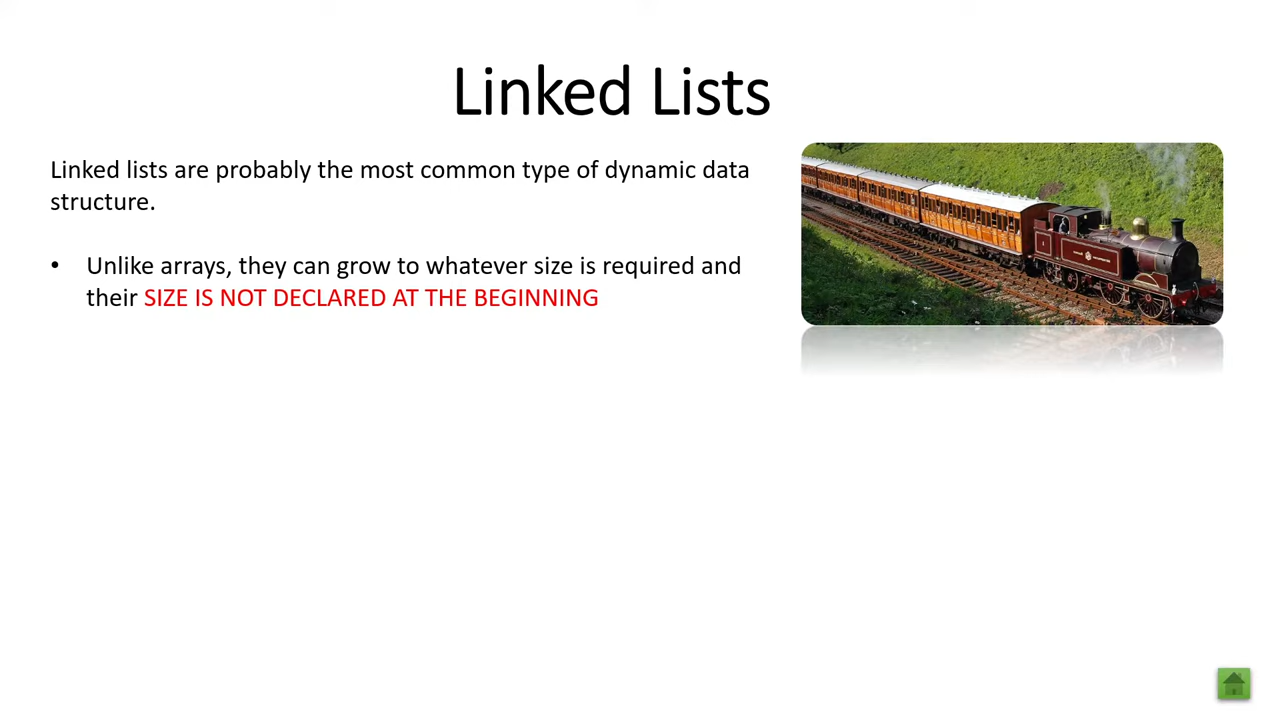 Linked Lists
Linked lists are probably the most common type of dynamic data
structure.
• Unlike arrays, they can grow to whatever size is required and
their SIZE IS NOT DECLARED AT THE BEGINNING